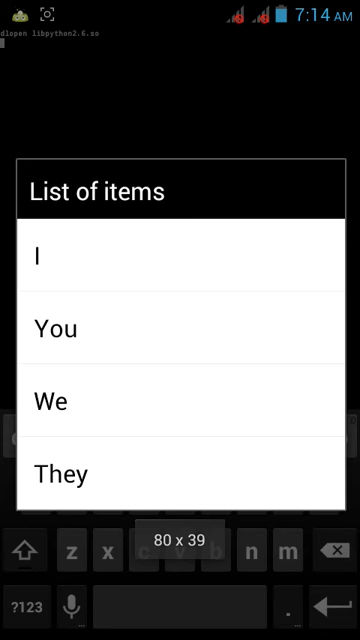 7:14 AM
dlopen libpython2.6.so
List of items
I
You
We
They
80 x 39
z x c v b n m
?123 ... . ...